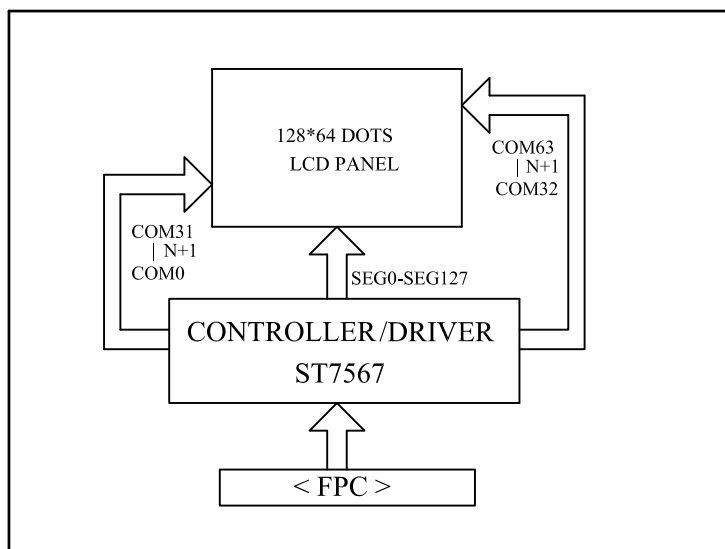 128*64 DOTS
LCD PANEL
COM63
| N+1
COM32
COM31
| N+1
COM0
SEG0-SEG127
CONTROLLER/DRIVER
ST7567
< FPC >